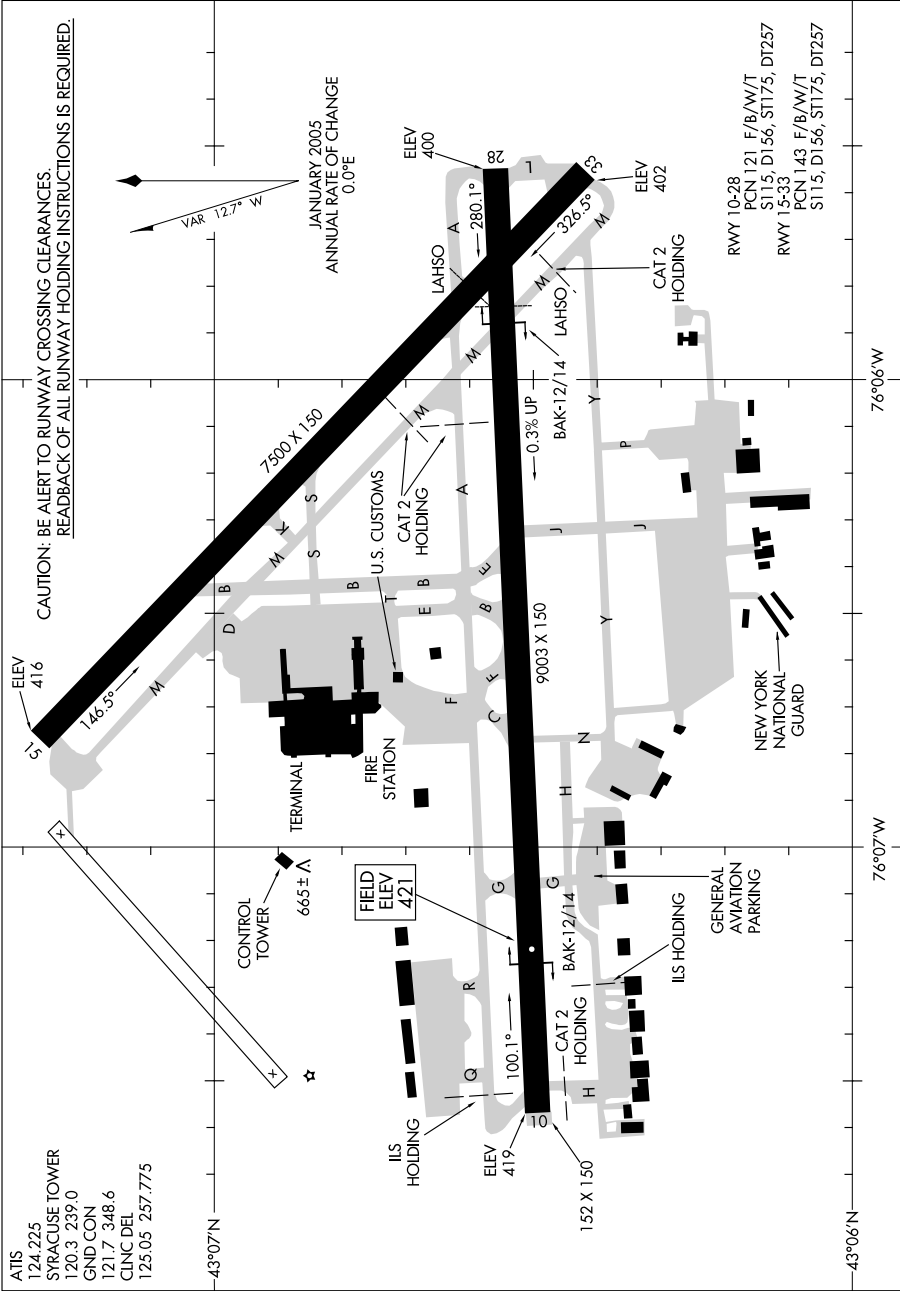 ATIS
124.225
SYRACUSE TOWER
120.3 239.0
GND CON
121.7 348.6
CLNC DEL
125.05 257.775
CAUTION: BE ALERT TO RUNWAY CROSSING CLEARANCES.
READBACK OF ALL RUNWAY HOLDING INSTRUCTIONS IS REQUIRED.
VAR 12.7° W
JANUARY 2005
ANNUAL RATE OF CHANGE
0.0°E
43°07'N
43°06'N
76°07'W
76°06'W
ELEV
416
15
146.5°
7500 X 150
M
D
B
M
K
S
S
M
X
X
CONTROL
TOWER
665±
TERMINAL
FIRE
STATION
U.S. CUSTOMS
T
B
B
E
E
B
F
F
C
CAT 2
HOLDING
M
M
A
A
LAHSO
ELEV
400
28
280.1°
L
33
326.5°
ELEV
402
M
M
LAHSO
CAT 2
HOLDING
BAK-12/14
0.3% UP
9003 X 150
FIELD
ELEV
421
G
G
R
Q
100.1°
ILS
HOLDING
ELEV
419
10
152 X 150
CAT 2
HOLDING
BAK-12/14
H
H
N
Y
Y
J
J
P
ILS HOLDING
GENERAL
AVIATION
PARKING
NEW YORK
NATIONAL
GUARD
RWY 10-28
PCN 121 F/B/W/T
S115, D156, ST175, DT257
RWY 15-33
PCN 143 F/B/W/T
S115, D156, ST175, DT257